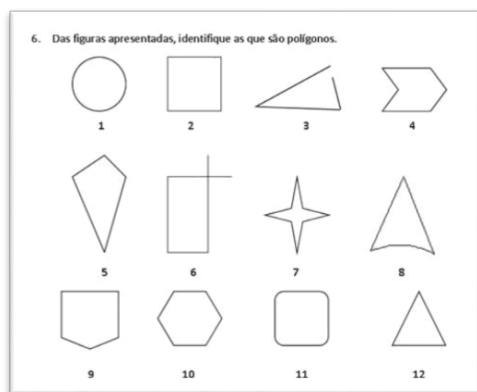 6. Das figuras apresentadas, identifique as que são polígonos.
1 2 3 4
5 6 7 8
9 10 11 12